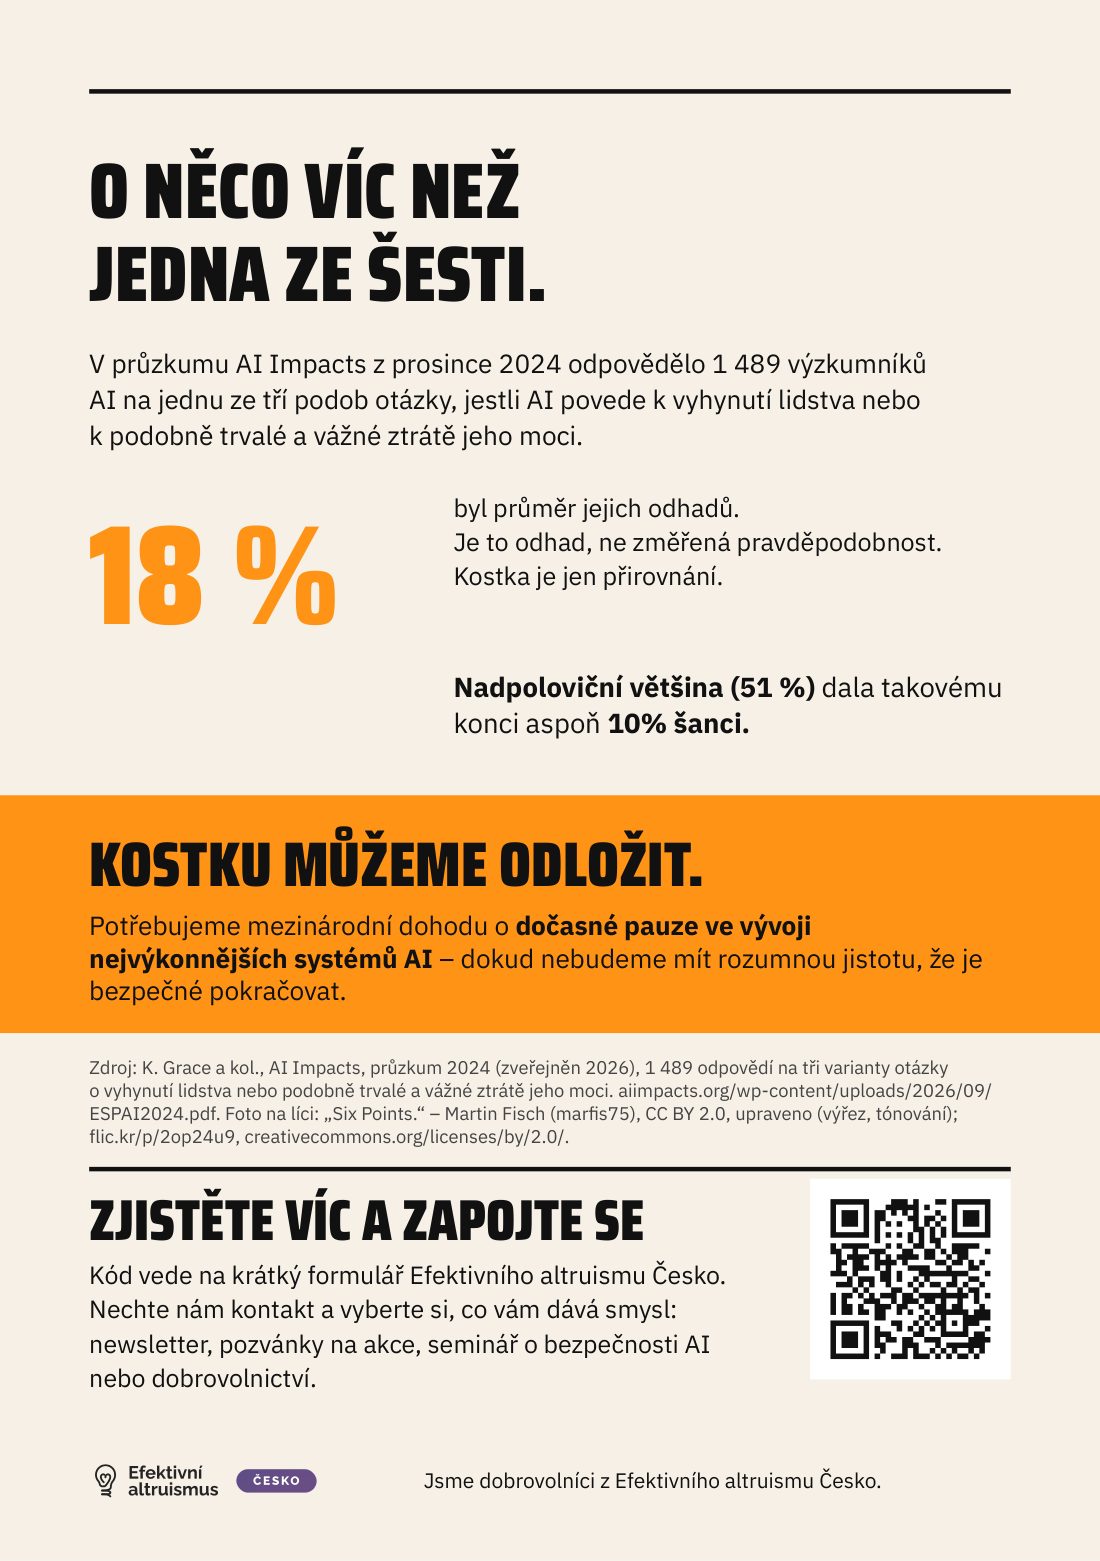 O NĚCO VÍC NEŽ
JEDNA ZE ŠESTI.
V průzkumu AI Impacts z prosince 2024 odpovědělo 1 489 výzkumníků
AI na jednu ze tří podob otázky, jestli AI povede k vyhynutí lidstva nebo
k podobně trvalé a vážné ztrátě jeho moci.
18 %
byl průměr jejich odhadů.
Je to odhad, ne změřená pravděpodobnost.
Kostka je jen přirovnání.
Nadpoloviční většina (51 %) dala takovému
konci aspoň 10% šanci.
KOSTKU MŮŽEME ODLOŽIT.
Potřebujeme mezinárodní dohodu o dočasné pauze ve vývoji
nejvýkonnějších systémů AI – dokud nebudeme mít rozumnou jistotu, že je
bezpečné pokračovat.
Zdroj: K. Grace a kol., AI Impacts, průzkum 2024 (zveřejněn 2026), 1 489 odpovědí na tři varianty otázky
o vyhynutí lidstva nebo podobně trvalé a vážné ztrátě jeho moci. aiimpacts.org/wp-content/uploads/2026/09/
ESPAI2024.pdf. Foto na líci: „Six Points.“ – Martin Fisch (marfis75), CC BY 2.0, upraveno (výřez, tónování);
flic.kr/p/2op24u9, creativecommons.org/licenses/by/2.0/.
ZJISTĚTE VÍC A ZAPOJTE SE
Kód vede na krátký formulář Efektivního altruismu Česko.
Nechte nám kontakt a vyberte si, co vám dává smysl:
newsletter, pozvánky na akce, seminář o bezpečnosti AI
nebo dobrovolnictví.
Efektivní
altruismus
ČESKO
Jsme dobrovolníci z Efektivního altruismu Česko.